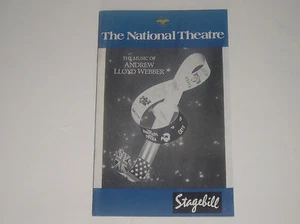 The National Theatre
THE MUSIC OF
ANDREW
LLOYD WEBBER
Stagebill